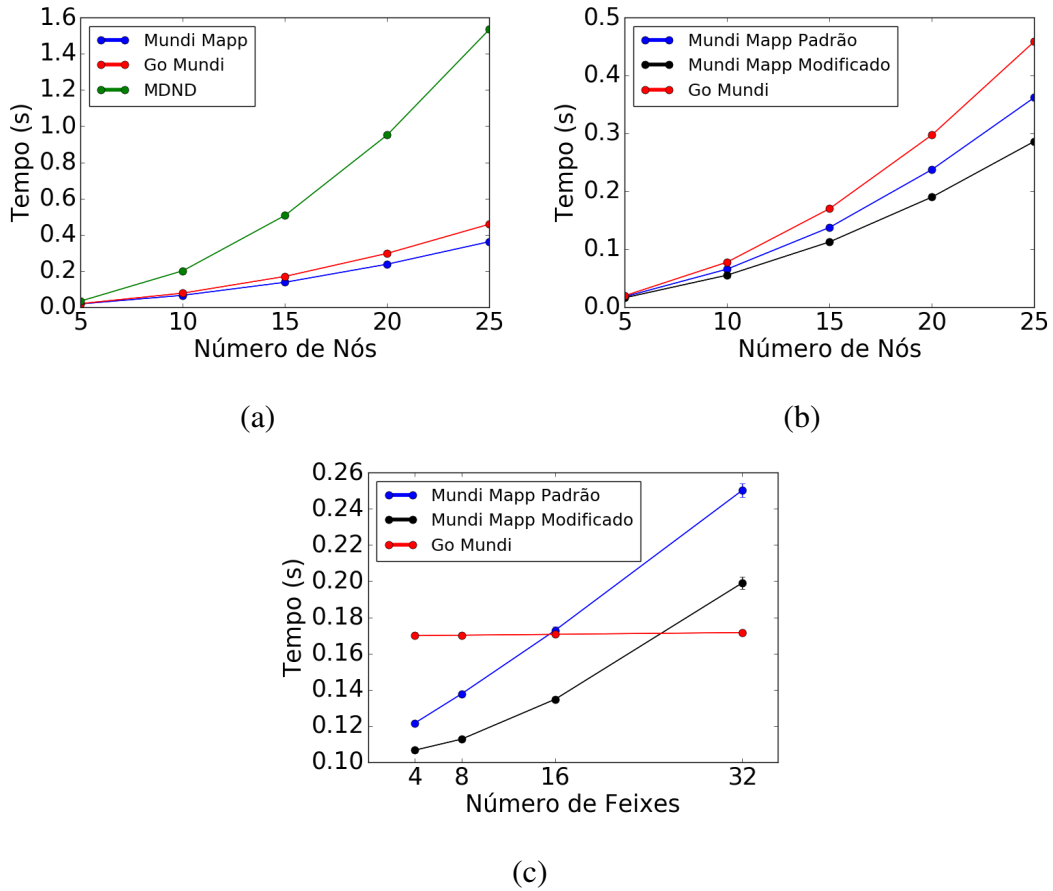 1.6
1.4
1.2
1.0
0.8
0.6
0.4
0.2
0.0
Tempo (s)
Mundi Mapp
Go Mundi
MDND
5 10 15 20 25
Número de Nós
(a)
0.5
0.4
0.3
0.2
0.1
0.0
Tempo (s)
Mundi Mapp Padrão
Mundi Mapp Modificado
Go Mundi
5 10 15 20 25
Número de Nós
(b)
0.26
0.24
0.22
0.20
0.18
0.16
0.14
0.12
0.10
Tempo (s)
Mundi Mapp Padrão
Mundi Mapp Modificado
Go Mundi
4 8 16 32
Número de Feixes
(c)